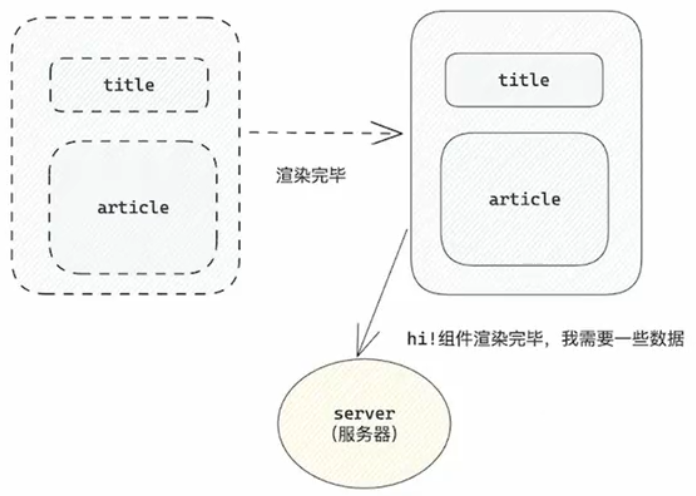 title
article
渲染完毕
title
article
hi!组件渲染完毕，我需要一些数据
server
（服务器）